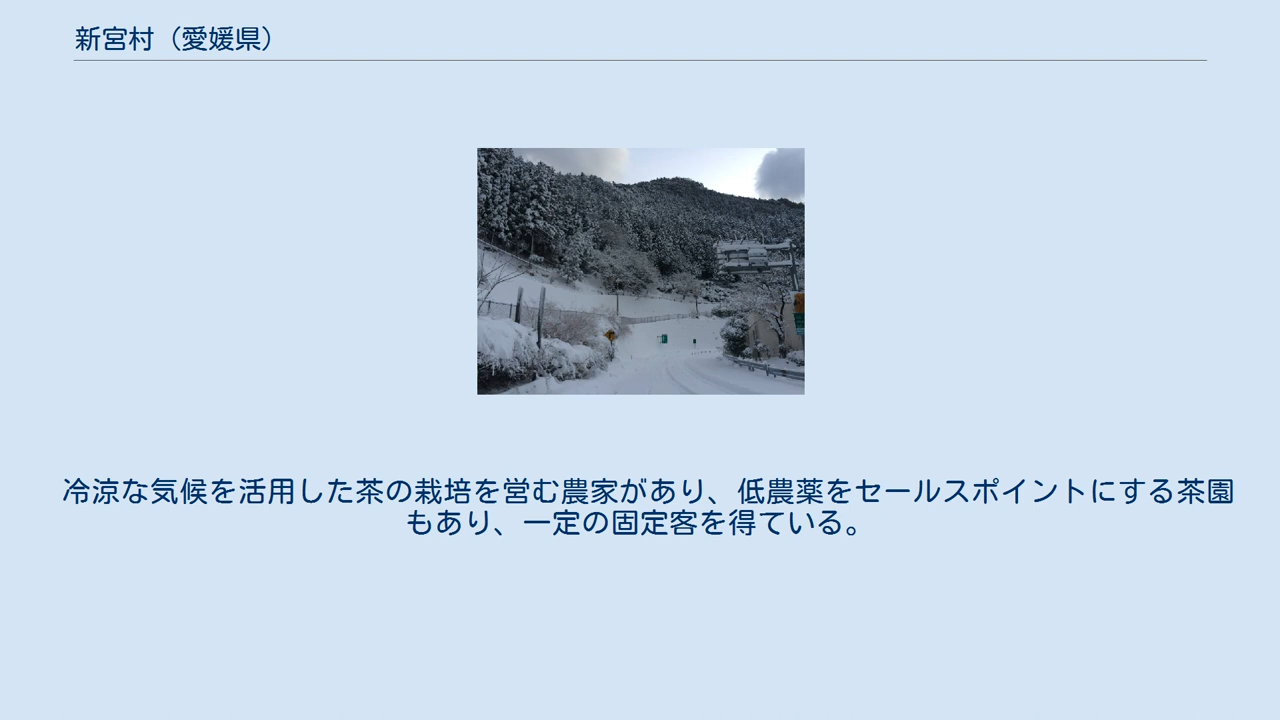 新宮村（愛媛県）
冷涼な気候を活用した茶の栽培を営む農家があり、低農薬をセールスポイントにする茶園
もあり、一定の固定客を得ている。